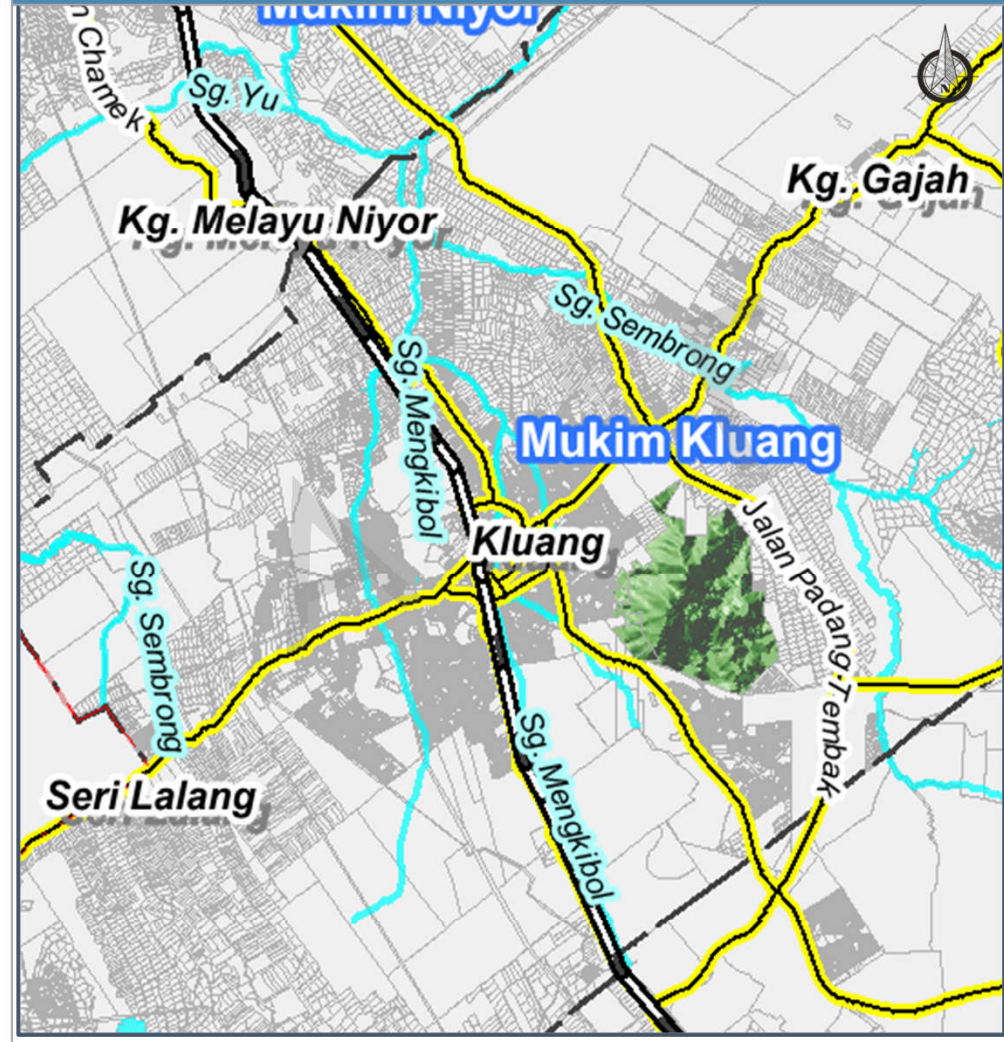 Mukim Niyor
n Chamek
Sg. Yu
Kg. Gajah
Kg. Melayu Niyor
Sg. Sembrong
Sg. Mengkibol
Mukim Kluang
Kluang
Jalan Padang Tembak
Sg. Sembrong
Sg. Mengkibol
Seri Lalang